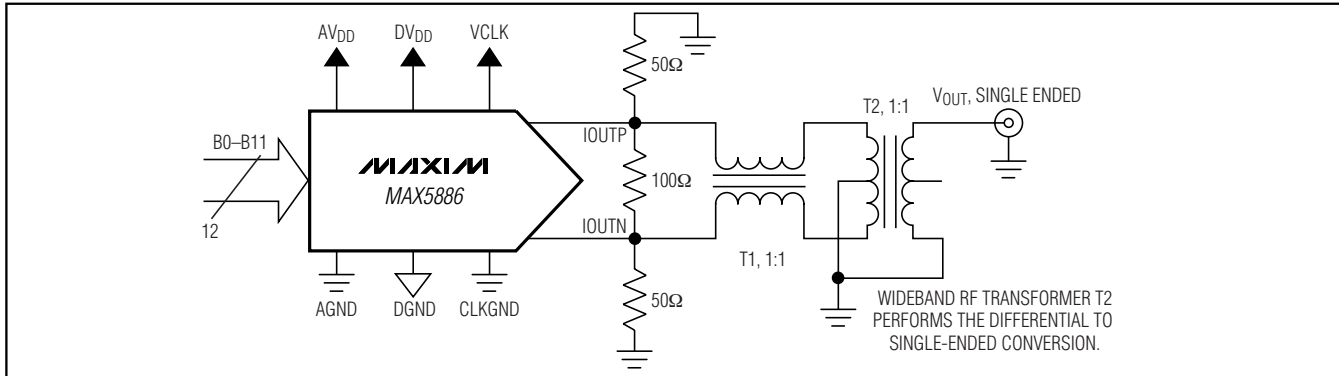 AVDD DVDD VCLK
50Ω
T2, 1:1
VOUT, SINGLE ENDED
B0–B11
IOUTP
MAXIM
MAX5886
100Ω
12
IOUTN
T1, 1:1
AGND DGND CLKGND
50Ω
WIDEBAND RF TRANSFORMER T2
PERFORMS THE DIFFERENTIAL TO
SINGLE-ENDED CONVERSION.